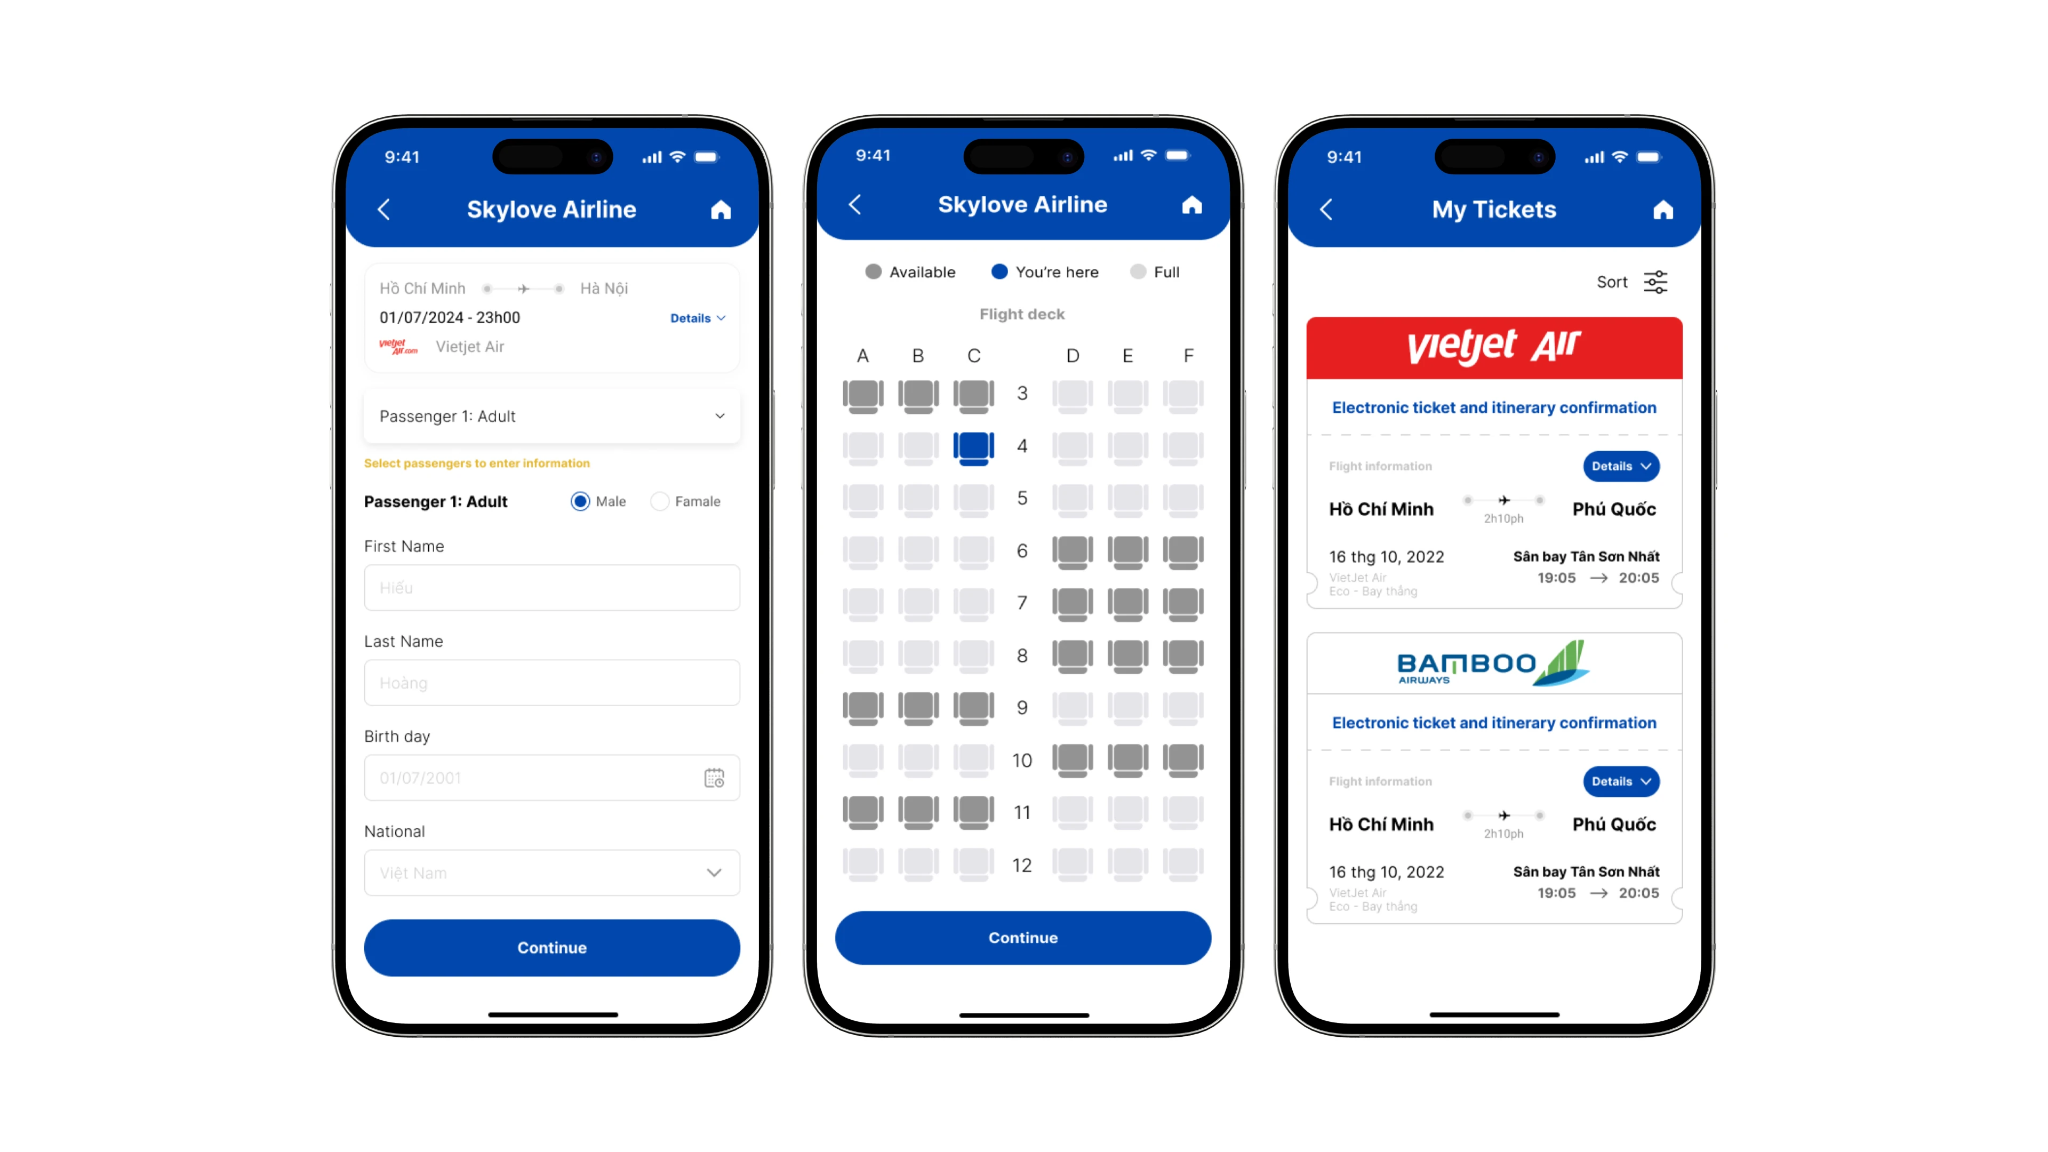 9:41
Skylove Airline
Hồ Chí Minh Hà Nội
01/07/2024 - 23h00
Details
vietjet Air.com Vietjet Air
Passenger 1: Adult
Select passengers to enter information
Passenger 1: Adult Male Famale
First Name
Hiếu
Last Name
Hoàng
Birth day
01/07/2001
National
Việt Nam
Continue
9:41
Skylove Airline
Available You're here Full
Flight deck
A B C D E F
3
4
5
6
7
8
9
10
11
12
Continue
9:41
My Tickets
Sort
vietjet Air
Electronic ticket and itinerary confirmation
Flight information
Details
Hồ Chí Minh Phú Quốc
2h10ph
16 thg 10, 2022
Sân bay Tân Sơn Nhất
VietJet Air
19:05 → 20:05
Eco - Bay thẳng
BAMBOO
AIRWAYS
Electronic ticket and itinerary confirmation
Flight information
Details
Hồ Chí Minh Phú Quốc
2h10ph
16 thg 10, 2022
Sân bay Tân Sơn Nhất
VietJet Air
19:05 → 20:05
Eco - Bay thẳng